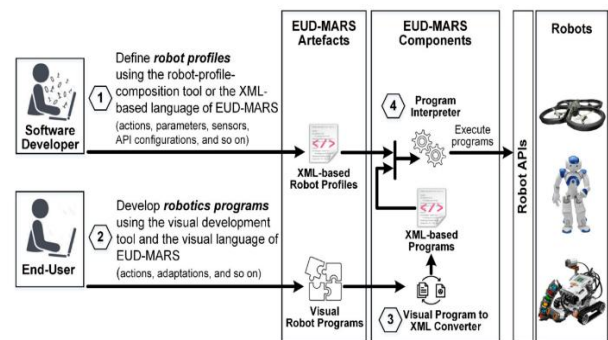 EUD-MARS
Artefacts
EUD-MARS
Components
Robots
Software
Developer
1
Define robot profiles
using the robot-profile-
composition tool or the XML-
based language of EUD-MARS
(actions, parameters, sensors,
API configurations, and so on)
</>
XML-based
Robot Profiles
4
Program
Interpreter
Execute
programs
Robot APIs
End-User
2
Develop robotics programs
using the visual development
tool and the visual language of
EUD-MARS
(actions, adaptations, and so on)
</>
XML-based
Programs
Visual
Robot Programs
3
Visual Program to
XML Converter